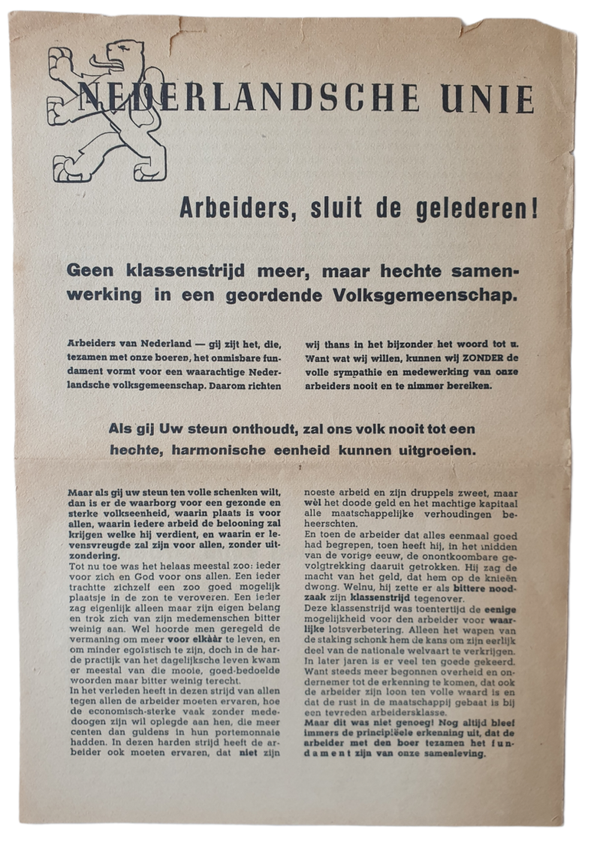 NEDERLANDSCHE UNIE
Arbeiders, sluit de gelederen!
Geen klassenstrijd meer, maar hechte samen-
werking in een geordende Volksgemeenschap.
Arbeiders van Nederland — gij zijt het, die,
tezamen met onze boeren, het onmisbare fun-
dament vormt voor een waarachtige Neder-
landsche volksgemeenschap. Daarom richten
wij thans in het bijzonder het woord tot u.
Want wat wij willen, kunnen wij ZONDER de
volle sympathie en medewerking van onze
arbeiders nooit en te nimmer bereiken.
Als gij Uw steun onthoudt, zal ons volk nooit tot een
hechte, harmonische eenheid kunnen uitgroeien.
Maar als gij uw steun ten volle schenken wilt,
dan is er de waarborg voor een gezonde en
sterke volkseenheid, waarin plaats is voor
allen, waarin iedere arbeid de belooning zal
krijgen welke hij verdient, en waarin er le-
vensvreugde zal zijn voor allen, zonder uit-
zondering.
Tot nu toe was het helaas meestal zoo: ieder
voor zich en God voor ons allen. Een ieder
trachtte zichzelf een zoo goed mogelijk
plaatsje in de zon te veroveren. Een ieder
zag eigenlijk alleen maar zijn eigen belang
en trok zich van zijn medemenschen bitter
weinig aan. Wel hoorde men geregeld de
vermaning om meer voor elkáár te leven, en
om minder egoïstisch te zijn, doch in de har-
de practijk van het dagelijksche leven kwam
er meestal van die mooie, goed-bedoelde
woorden maar bitter weinig terecht.
In het verleden heeft in dezen strijd van allen
tegen allen de arbeider moeten ervaren, hoe
de economisch-sterke vaak zonder mede-
doogen zijn wil oplegde aan hen, die meer
centen dan guldens in hun portemonnaie
hadden. In dezen harden strijd heeft de ar-
beider ook moeten ervaren, dat niet zijn
noeste arbeid en zijn druppels zweet, maar
wèl het doode geld en het machtige kapitaal
alle maatschappelijke verhoudingen be-
heerschten.
En toen de arbeider dat alles eenmaal goed
had begrepen, toen heeft hij, in het midden
van de vorige eeuw, de onontkoombare ge-
volgtrekking daaruit getrokken. Hij zag de
macht van het geld, dat hem op de knieën
dwong. Welnu, hij zette er als bittere nood-
zaak zijn klassenstrijd tegenover.
Deze klassenstrijd was toentertijd de eenige
mogelijkheid voor den arbeider voor waar-
lijke lotsverbetering. Alleen het wapen van
de staking schonk hem de kans om zijn eerlijk
deel van de nationale welvaart te verkrijgen.
In later jaren is er veel ten goede gekeerd.
Want steeds meer begonnen overheid en on-
dernemer tot de erkenning te komen, dat ook
de arbeider zijn loon ten volle waard is en
dat de rust in de maatschappij gebaat is bij
een tevreden arbeidersklasse.
Maar dit was niet genoeg! Nog altijd bleef
immers de principiëele erkenning uit, dat de
arbeider met den boer tezamen het fun-
dament zijn van onze samenleving.